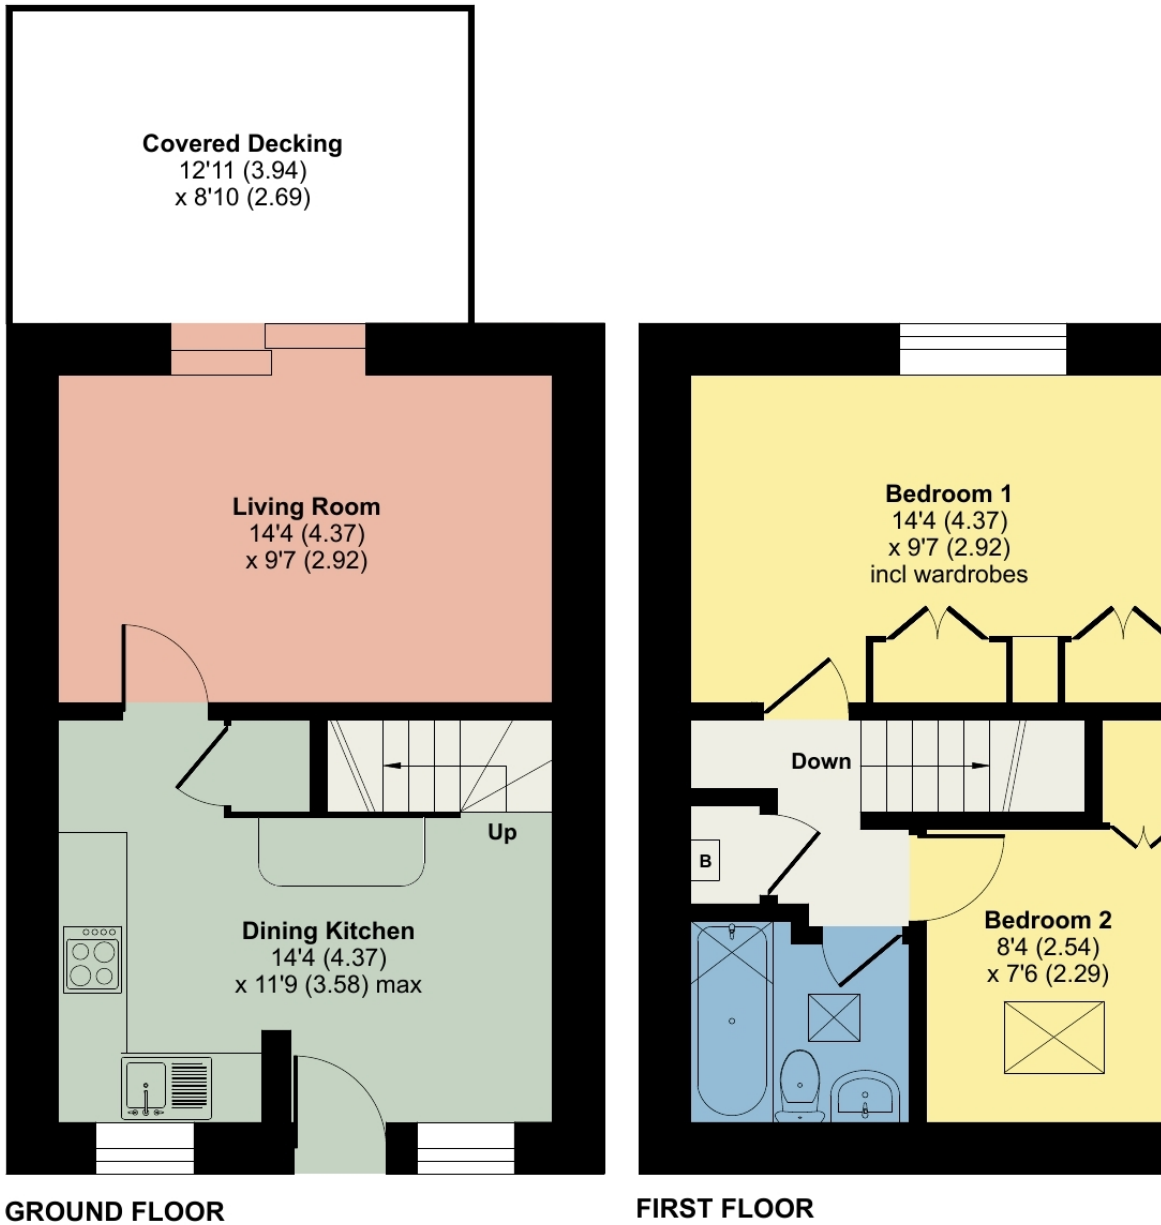 Covered Decking
12'11 (3.94)
x 8'10 (2.69)
Living Room
14'4 (4.37)
x 9'7 (2.92)
Up
Dining Kitchen
14'4 (4.37)
x 11'9 (3.58) max
GROUND FLOOR
Bedroom 1
14'4 (4.37)
x 9'7 (2.92)
incl wardrobes
Down
B
Bedroom 2
8'4 (2.54)
x 7'6 (2.29)
FIRST FLOOR